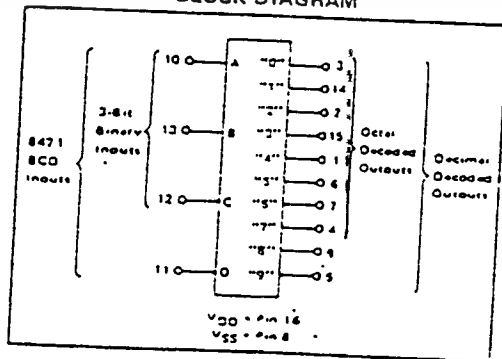 BLOCK DIAGRAM
8421
BCD
Inputs
3-Bit
Binary
Inputs
10 A
13 B
12 C
11 D
"0" 3
"1" 14
"2" 2
"3" 15
"4" 1
"5" 6
"6" 7
"7" 4
"8" 9
"9" 5
Octal
Decoded
Outputs
Decimal
Decoded
Outputs
VDD = Pin 16
VSS = Pin 8